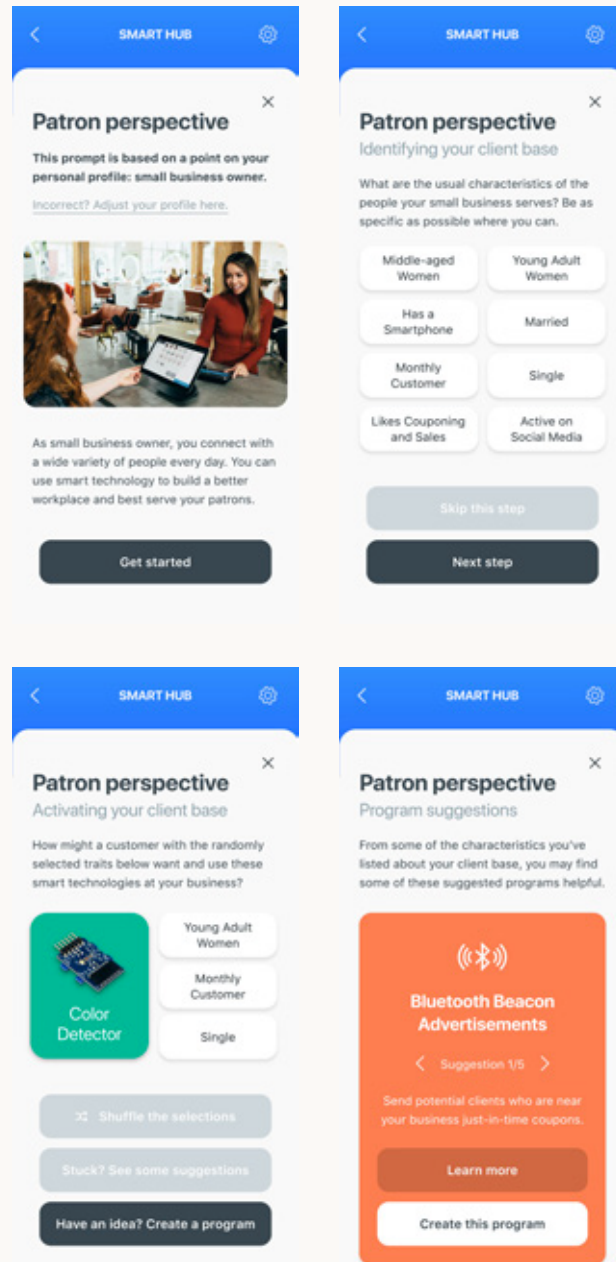 SMART HUB
Patron perspective
This prompt is based on a point on your
personal profile: small business owner.
Incorrect? Adjust your profile here.
As small business owner, you connect with
a wide variety of people every day. You can
use smart technology to build a better
workplace and best serve your patrons.
Get started
SMART HUB
Patron perspective
Identifying your client base
What are the usual characteristics of the
people your small business serves? Be as
specific as possible where you can.
Middle-aged
Women
Young Adult
Women
Has a
Smartphone
Married
Monthly
Customer
Single
Likes Couponing
and Sales
Active on
Social Media
Skip this step
Next step
SMART HUB
Patron perspective
Activating your client base
How might a customer with the randomly
selected traits below want and use these
smart technologies at your business?
Color
Detector
Young Adult
Women
Monthly
Customer
Single
Shuffle the selections
Stuck? See some suggestions
Have an idea? Create a program
SMART HUB
Patron perspective
Program suggestions
From some of the characteristics you've
listed about your client base, you may find
some of these suggested programs helpful.
Bluetooth Beacon
Advertisements
Suggestion 1/5
Send potential clients who are near
your business just-in-time coupons.
Learn more
Create this program